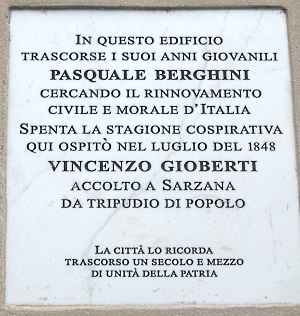 In questo edificio
trascorse i suoi anni giovanili
Pasquale Berghini
cercando il rinnovamento
civile e morale d'Italia
Spenta la stagione cospirativa
qui ospitò nel luglio del 1848
Vincenzo Gioberti
accolto a Sarzana
da tripudio di popolo
La città lo ricorda
trascorso un secolo e mezzo
di unità della patria